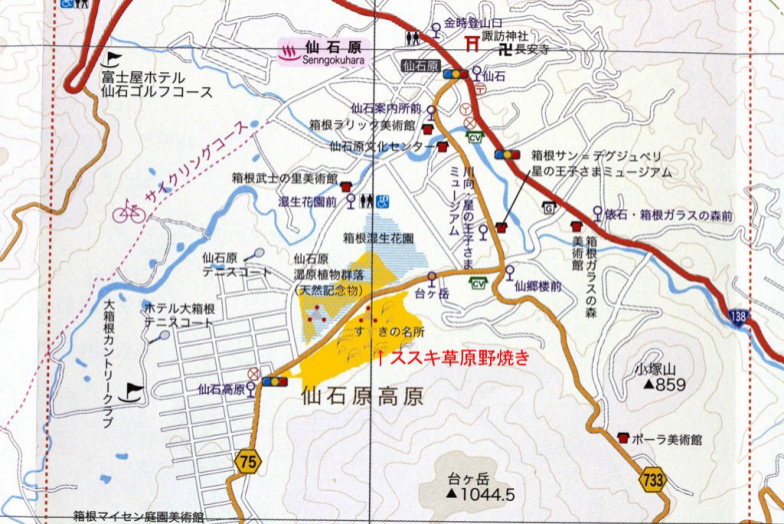 金時登山口
諏訪神社
長安寺
仙石原
Senngokuhara
仙石原
仙石
富士屋ホテル
仙石ゴルフコース
仙石案内所前
箱根ラリック美術館
仙石原文化センター
サイクリングコース
箱根サン=テグジュペリ
星の王子さまミュージアム
川向・星の王子さま
ミュージアム
箱根武士の里美術館
湿生花園前
俵石・箱根ガラスの森前
箱根ガラスの森
美術館
箱根湿生花園
仙石原
テニスコート
仙石原
湿原植物群落
(天然記念物)
台ヶ岳
仙郷楼前
大箱根カントリークラブ
ホテル大箱根
テニスコート
すすきの名所
138
↑ススキ草原野焼き
仙石高原
仙石原高原
小塚山
▲859
ポーラ美術館
75
733
台ヶ岳
▲1044.5
箱根マイセン庭園美術館
CV
CV
G